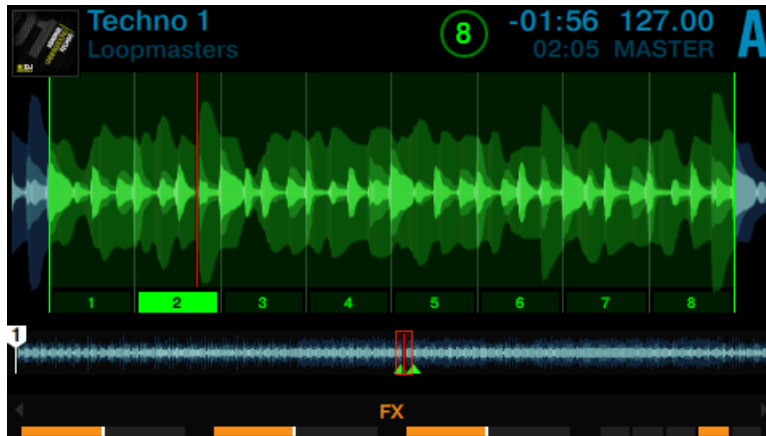 Techno 1
Loopmasters
8
-01:56 127.00
02:05 MASTER
A
1 2 3 4 5 6 7 8
1
FX